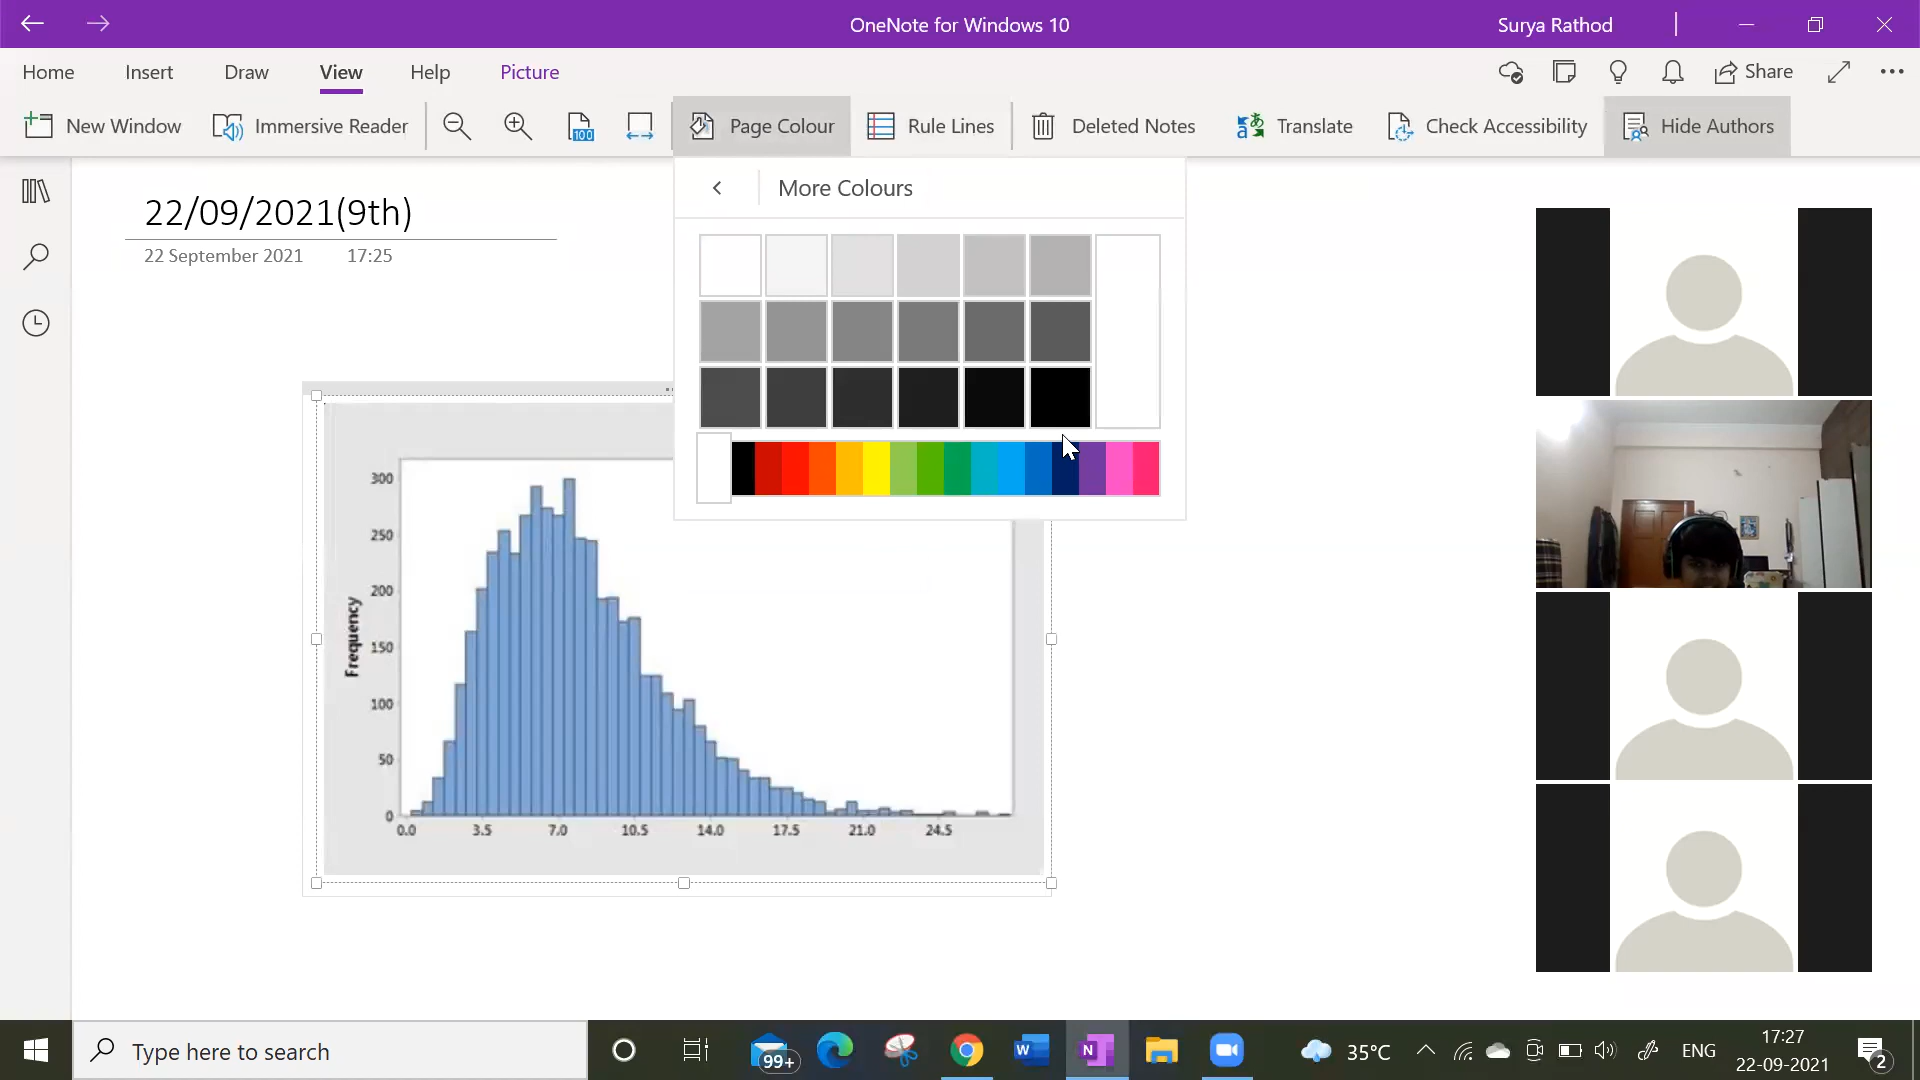 OneNote for Windows 10
Surya Rathod
Home
Insert
Draw
View
Help
Picture
Share
New Window
Immersive Reader
100
Page Colour
Rule Lines
Deleted Notes
Translate
Check Accessibility
Hide Authors
More Colours
22/09/2021(9th)
22 September 2021 17:25
300
250
200
150
100
50
0
Frequency
0.0 3.5 7.0 10.5 14.0 17.5 21.0 24.5
Type here to search
99+
W
N
35°C
ENG
17:27
22-09-2021
2